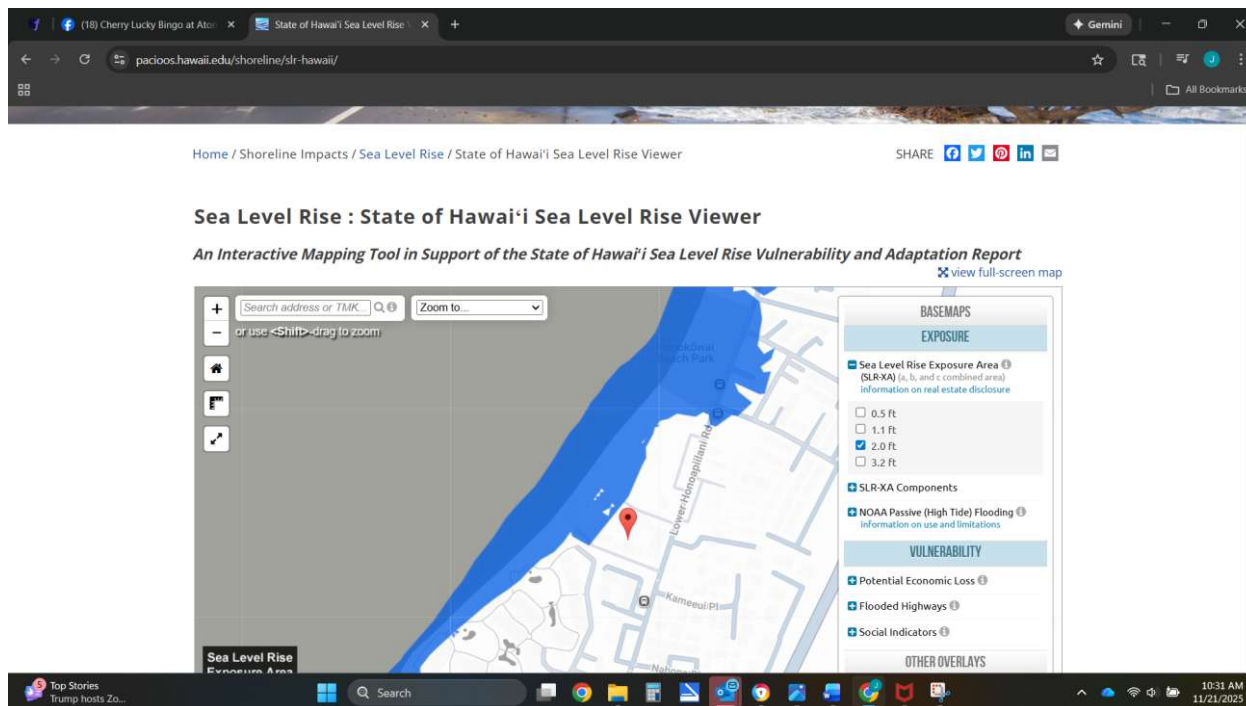 (18) Cherry Lucky Bingo at Aton
State of Hawaiʻi Sea Level Rise V
Gemini
pacioos.hawaii.edu/shoreline/slr-hawaii/
J
All Bookmarks
Home / Shoreline Impacts / Sea Level Rise / State of Hawaiʻi Sea Level Rise Viewer
SHARE
Sea Level Rise : State of Hawaiʻi Sea Level Rise Viewer
An Interactive Mapping Tool in Support of the State of Hawaiʻi Sea Level Rise Vulnerability and Adaptation Report
view full-screen map
+
Search address or TMK...
Zoom to...
−
or use <Shift>-drag to zoom
Park
Lower Honoapiilani Rd
Kameeui Pl
Sea Level Rise
Exposure Area
BASEMAPS
EXPOSURE
Sea Level Rise Exposure Area
(SLR-XA) (a, b, and c combined area)
information on real estate disclosure
0.5 ft
1.1 ft
2.0 ft
3.2 ft
SLR-XA Components
NOAA Passive (High Tide) Flooding
information on use and limitations
VULNERABILITY
Potential Economic Loss
Flooded Highways
Social Indicators
OTHER OVERLAYS
5
Top Stories
Trump hosts Zo...
Search
10:31 AM
11/21/2025